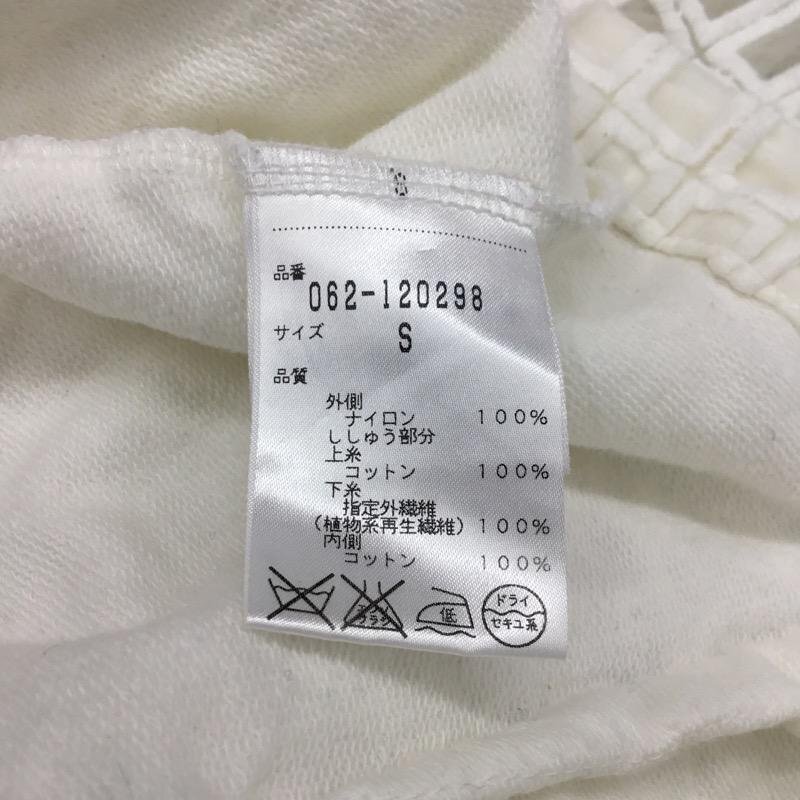 品番
062-120298
サイズ S
品質
外側
ナイロン 100%
ししゅう部分
上糸
コットン 100%
下糸
指定外繊維
(植物系再生繊維) 100%
内側
コットン 100%
低
ドライ
セキユ系